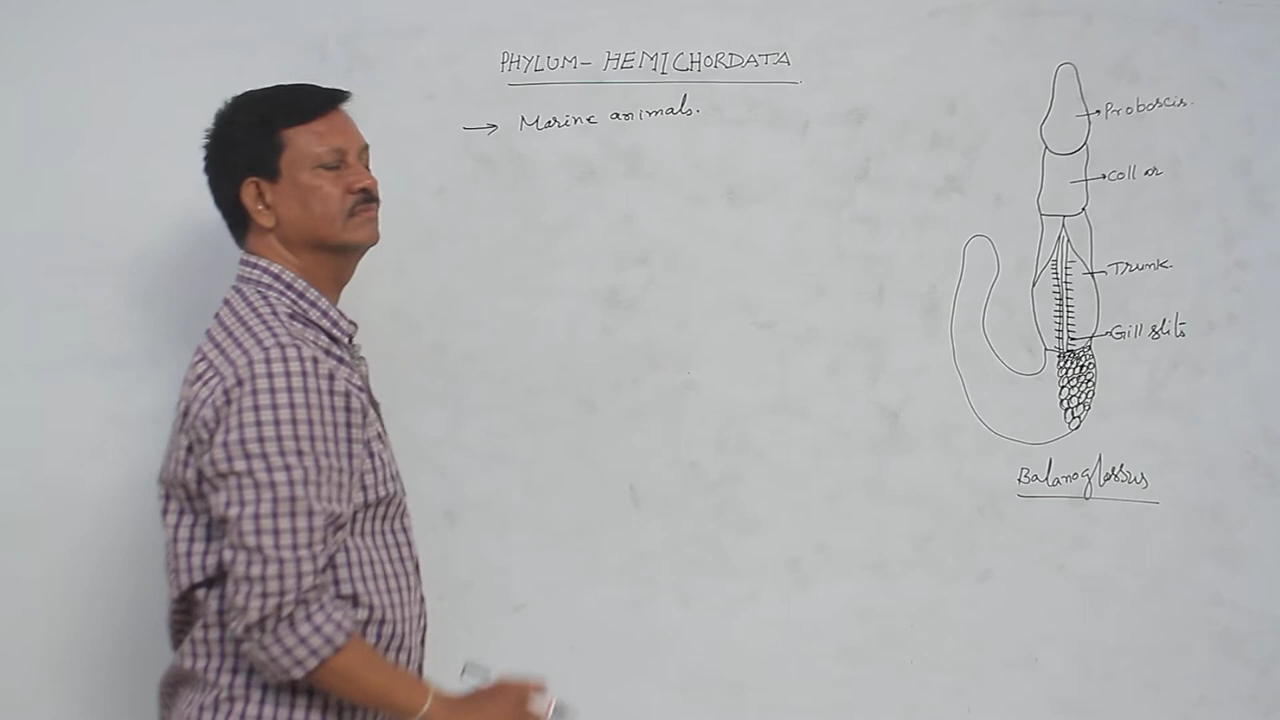 PHYLUM- HEMICHORDATA
→ Marine animals.
Proboscis.
Collar
Trunk.
Gill slits
Balanoglossus